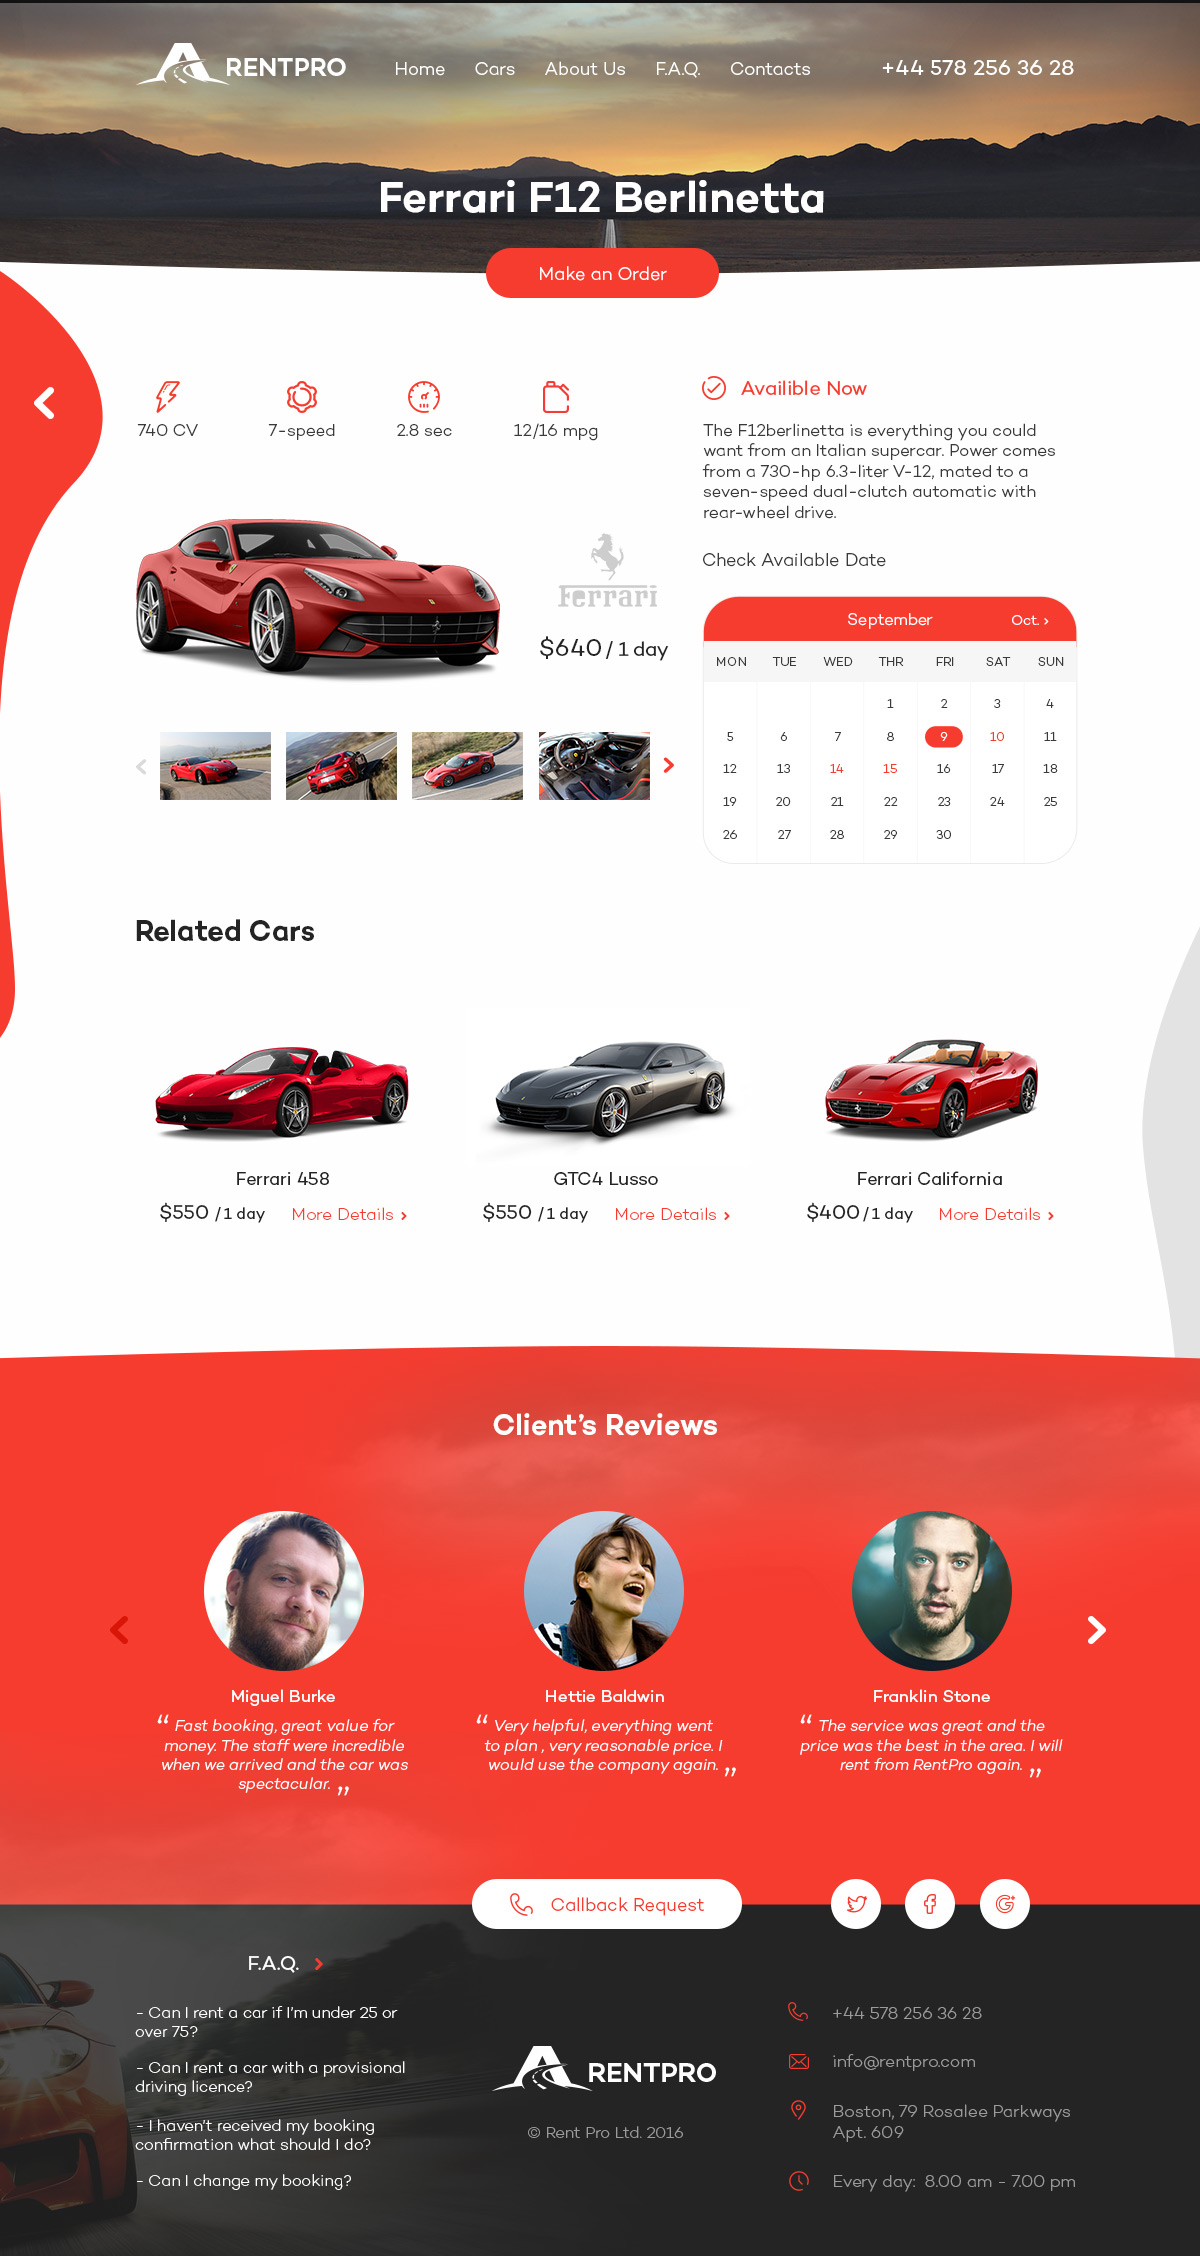 RENTPRO
Home Cars About Us F.A.Q. Contacts
+44 578 256 36 28
Ferrari F12 Berlinetta
Make an Order
740 CV 7-speed 2.8 sec 12/16 mpg
Availible Now
The F12berlinetta is everything you could
want from an Italian supercar. Power comes
from a 730-hp 6.3-liter V-12, mated to a
seven-speed dual-clutch automatic with
rear-wheel drive.
Ferrari
$640 / 1 day
Check Available Date
September Oct. ›
MON TUE WED THR FRI SAT SUN
1 2 3 4
5 6 7 8 9 10 11
12 13 14 15 16 17 18
19 20 21 22 23 24 25
26 27 28 29 30
Related Cars
Ferrari 458
$550 / 1 day More Details ›
GTC4 Lusso
$550 / 1 day More Details ›
Ferrari California
$400 / 1 day More Details ›
Client’s Reviews
Miguel Burke
“ Fast booking, great value for
money. The staff were incredible
when we arrived and the car was
spectacular. ”
Hettie Baldwin
“ Very helpful, everything went
to plan , very reasonable price. I
would use the company again. ”
Franklin Stone
“ The service was great and the
price was the best in the area. I will
rent from RentPro again. ”
Callback Request
F.A.Q. ›
- Can I rent a car if I’m under 25 or
over 75?
- Can I rent a car with a provisional
driving licence?
- I haven’t received my booking
confirmation what should I do?
- Can I change my booking?
RENTPRO
© Rent Pro Ltd. 2016
+44 578 256 36 28
info@rentpro.com
Boston, 79 Rosalee Parkways
Apt. 609
Every day: 8.00 am - 7.00 pm